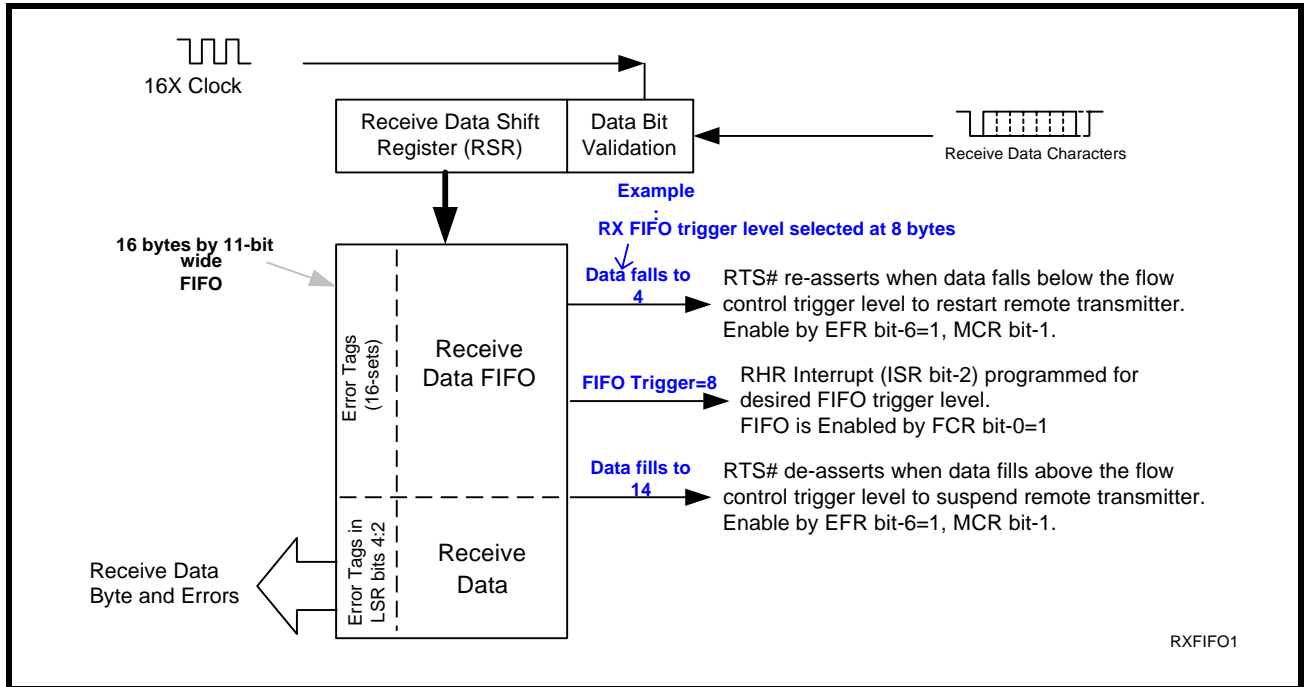 16X Clock
Receive Data Shift
Register (RSR)
Data Bit
Validation
Receive Data Characters
Example
:
RX FIFO trigger level selected at 8 bytes
16 bytes by 11-bit
wide
FIFO
Error Tags
(16-sets)
Receive
Data FIFO
Data falls to
4
RTS# re-asserts when data falls below the flow
control trigger level to restart remote transmitter.
Enable by EFR bit-6=1, MCR bit-1.
FIFO Trigger=8
RHR Interrupt (ISR bit-2) programmed for
desired FIFO trigger level.
FIFO is Enabled by FCR bit-0=1
Data fills to
14
RTS# de-asserts when data fills above the flow
control trigger level to suspend remote transmitter.
Enable by EFR bit-6=1, MCR bit-1.
Error Tags in
LSR bits 4:2
Receive
Data
Receive Data
Byte and Errors
RXFIFO1